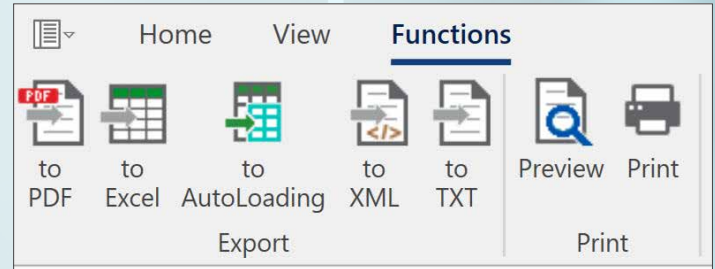 Home View Functions
PDF
</>
to PDF
to Excel
to AutoLoading
to XML
to TXT
Preview Print
Export Print